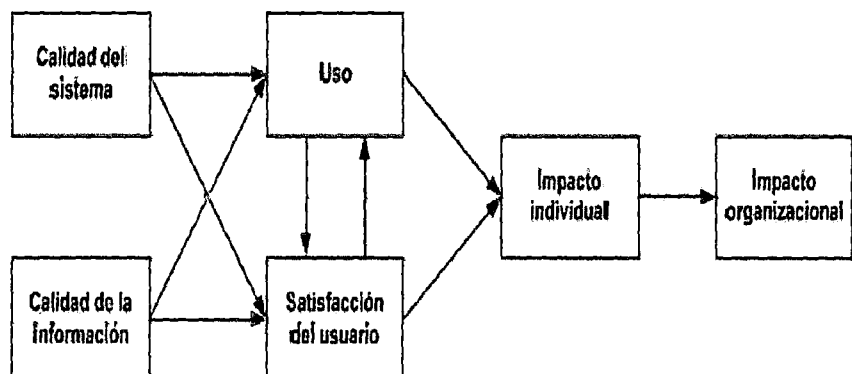 Calidad del
sistema
Uso
Impacto
individual
Impacto
organizacional
Calidad de la
información
Satisfacción
del usuario